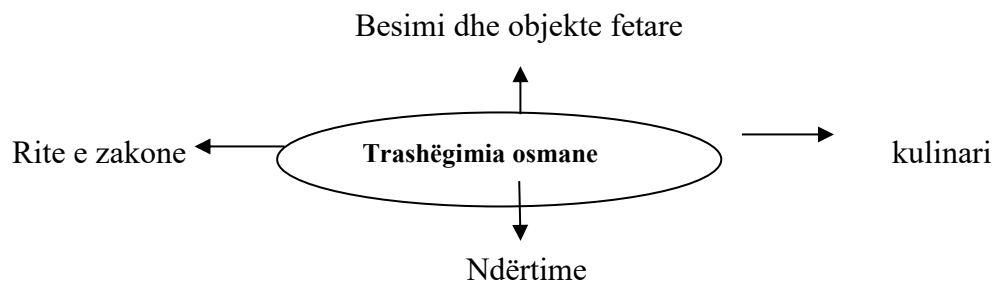 Besimi dhe objekte fetare
Rite e zakone
Trashëgimia osmane
kulinari
Ndërtime